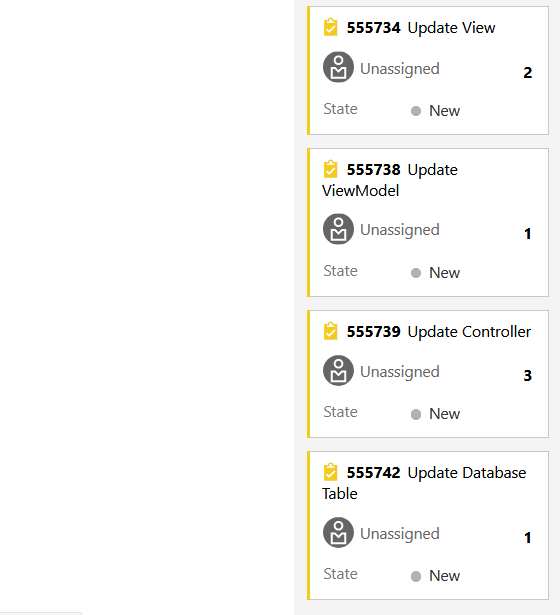 555734 Update View
Unassigned 2
State New
555738 Update
ViewModel
Unassigned 1
State New
555739 Update Controller
Unassigned 3
State New
555742 Update Database
Table
Unassigned 1
State New